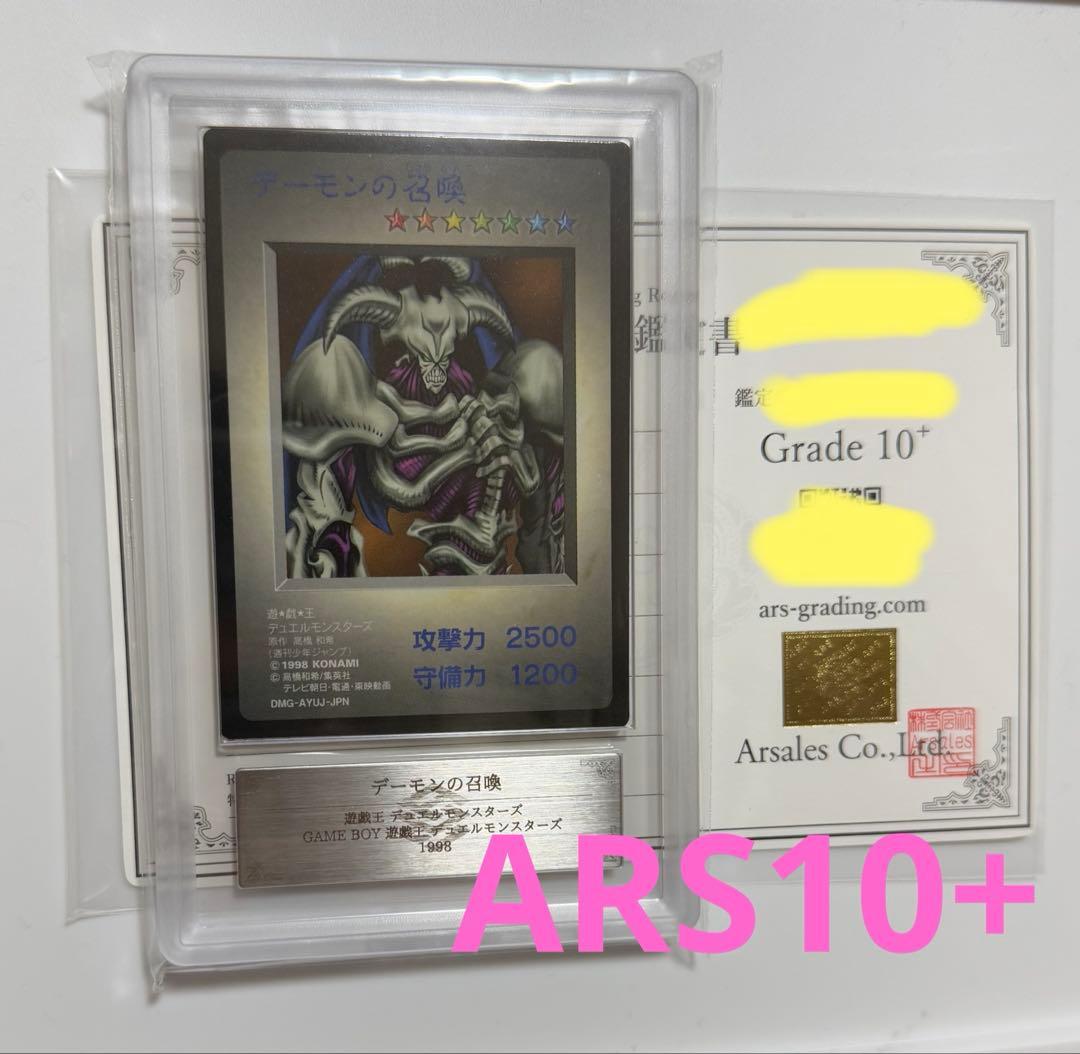 デーモンの召喚
遊★戯★王
デュエルモンスターズ
原作 高橋 和希
(週刊少年ジャンプ)
© 1998 KONAMI
© 高橋和希/集英社
テレビ朝日・電通・東映動画
DMG-AYUJ-JPN
攻撃力 2500
守備力 1200
デーモンの召喚
遊戯王 デュエルモンスターズ
GAME BOY 遊戯王 デュエルモンスターズ
1998
鑑定書
鑑定
Grade 10+
ars-grading.com
Arsales Co.,Ltd.
ARS10+